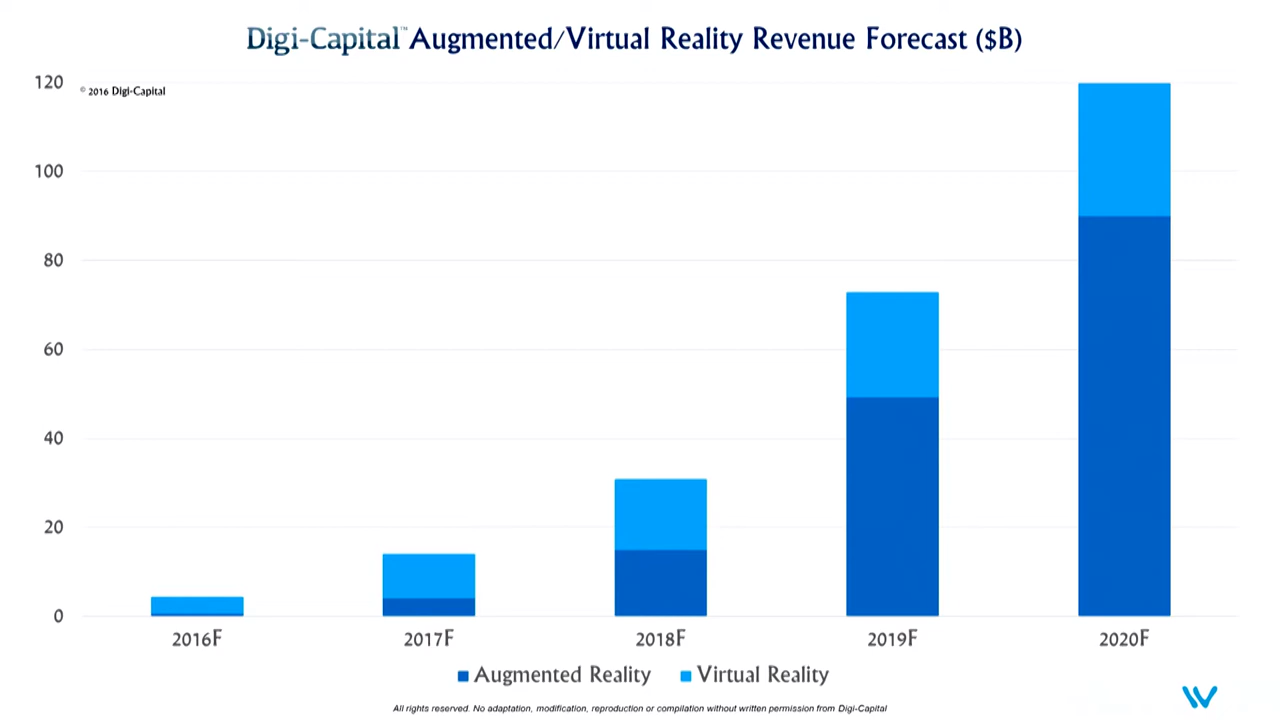 Digi-Capital™ Augmented/Virtual Reality Revenue Forecast ($B)
120
© 2016 Digi-Capital
100
80
60
40
20
0
2016F 2017F 2018F 2019F 2020F
Augmented Reality Virtual Reality
All rights reserved. No adaptation, modification, reproduction or compilation without written permission from Digi-Capital